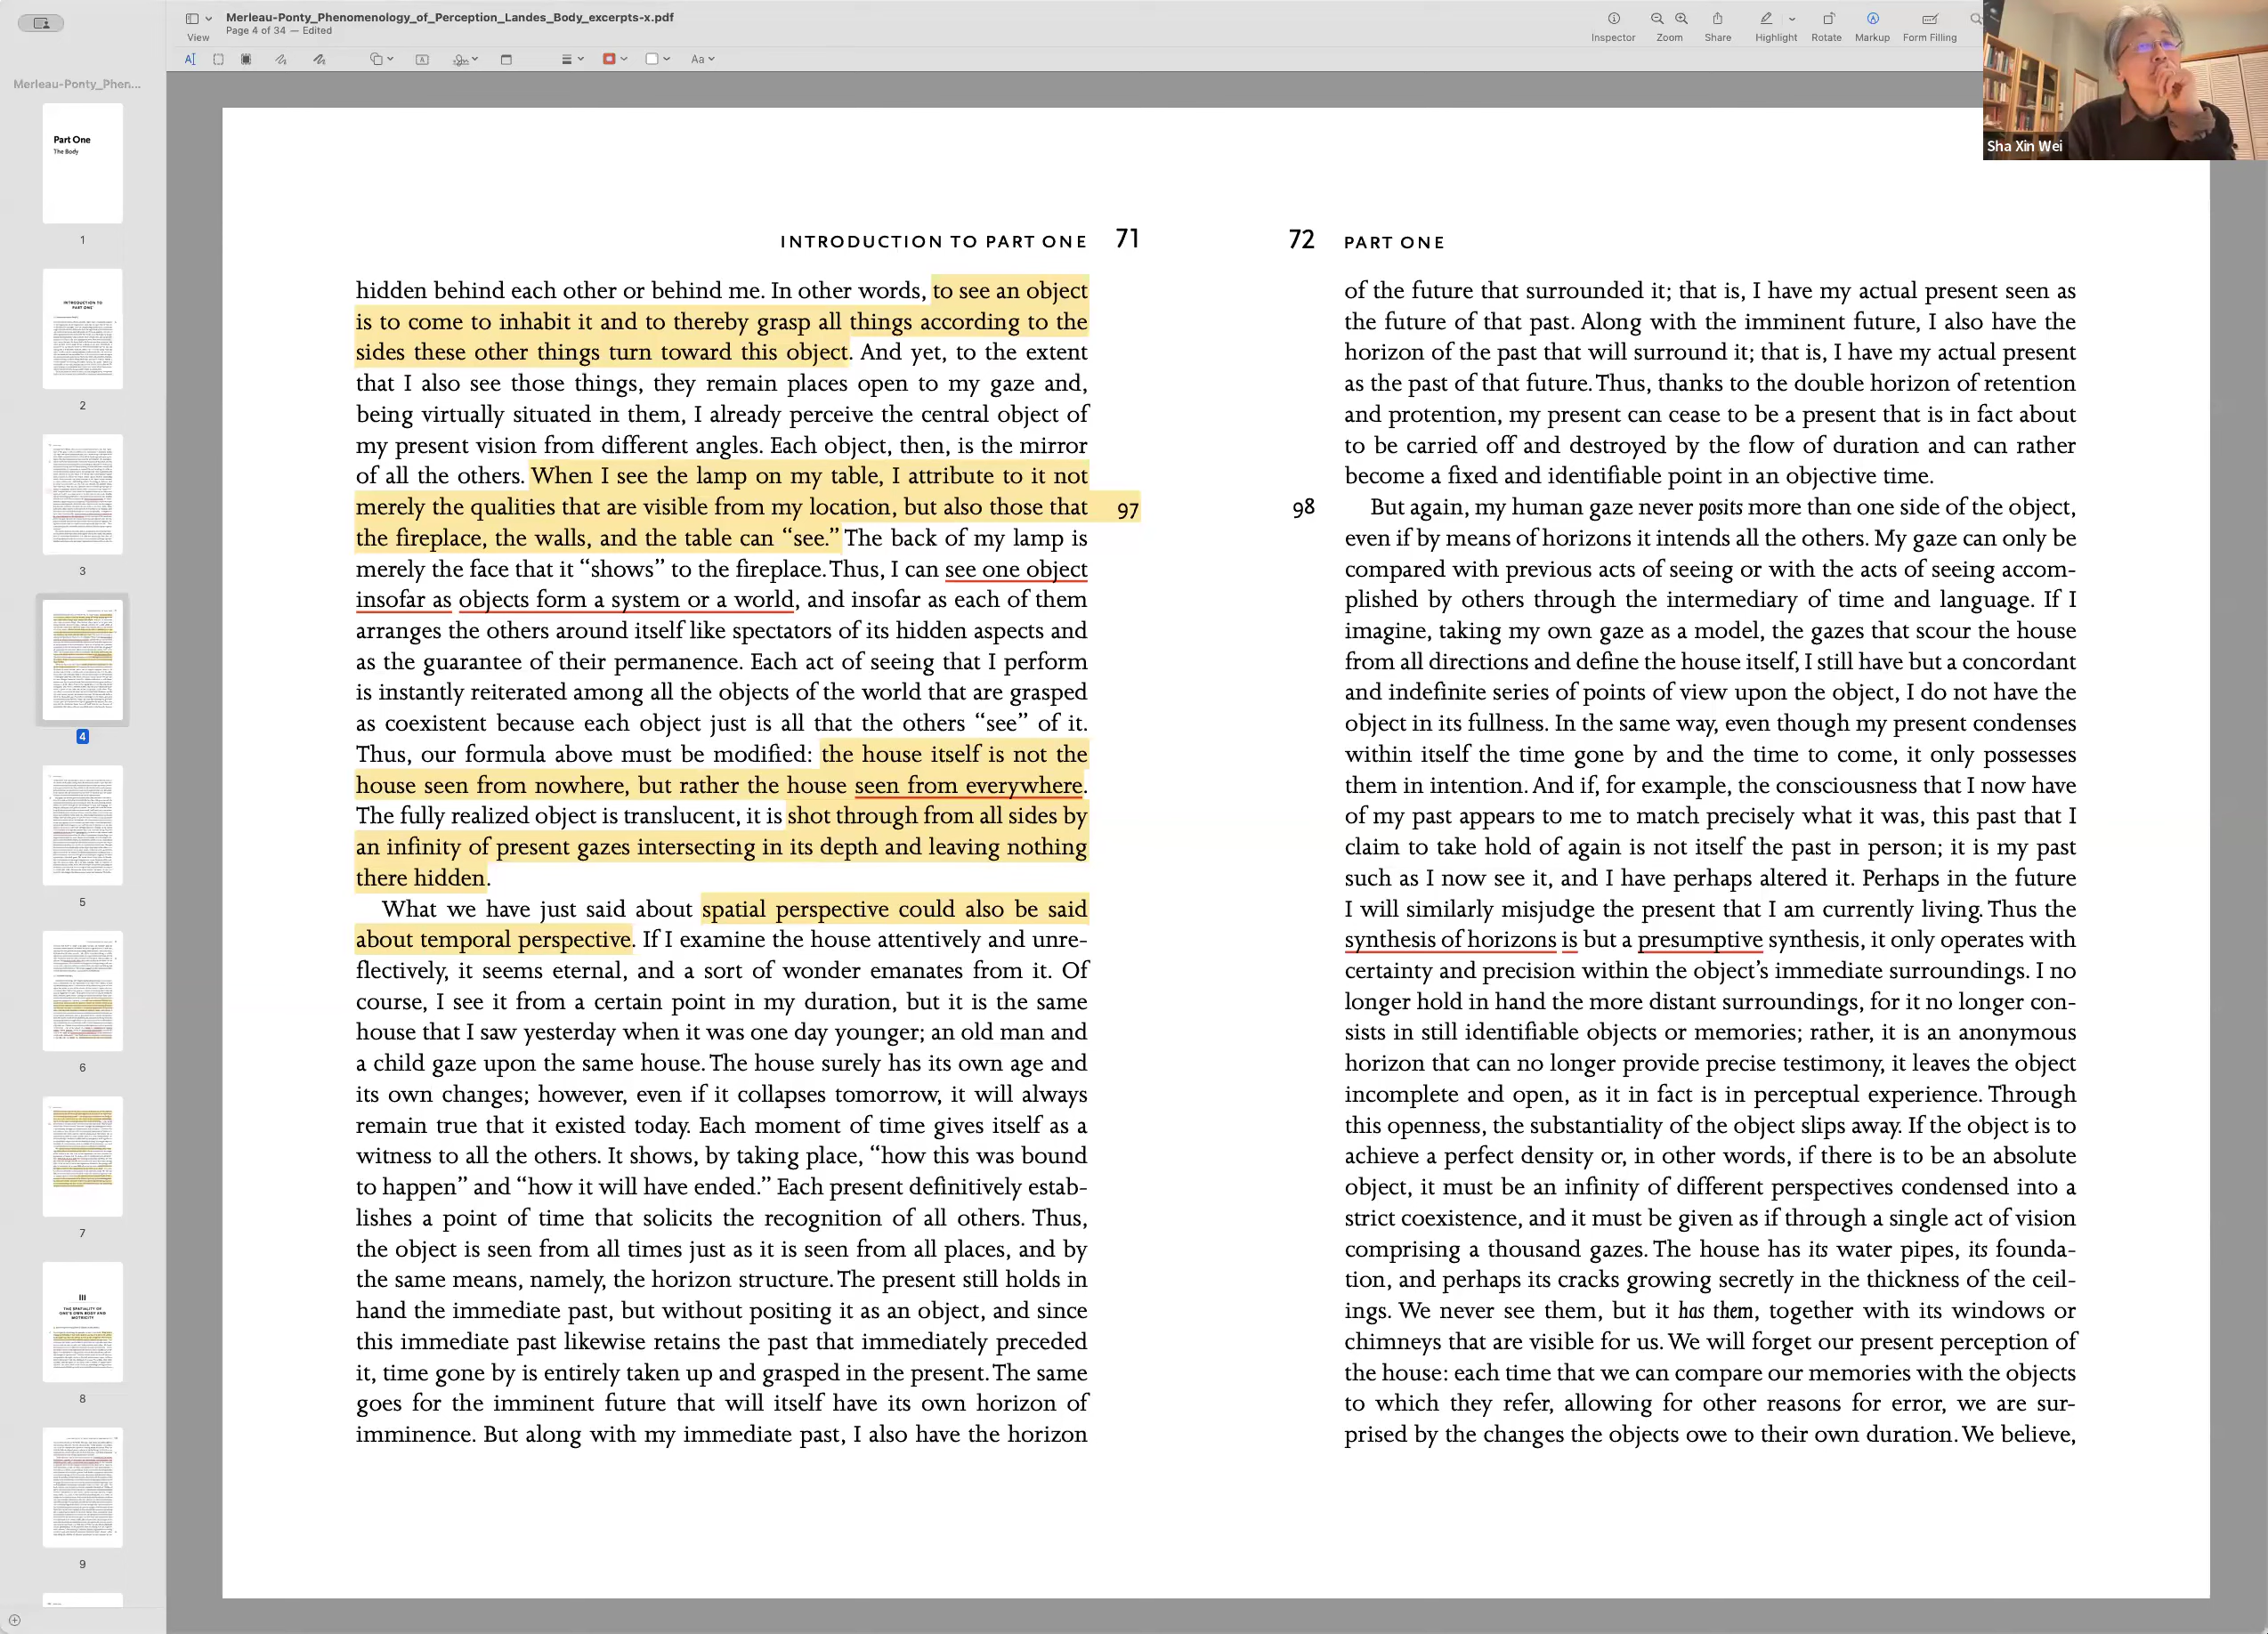 Merleau-Ponty_Phenomenology_of_Perception_Landes_Body_excerpts-x.pdf
Page 4 of 34 — Edited
View
Inspector
Zoom
Share
Highlight
Rotate
Markup
Form Filling
Aa
Sha Xin Wei
Merleau-Ponty_Phen...
Part One
The Body
1
INTRODUCTION TO
PART ONE
2
3
4
5
6
7
III
THE SPATIALITY OF
ONE'S OWN BODY AND
MOTRICITY
8
9
INTRODUCTION TO PART ONE 71
hidden behind each other or behind me. In other words, to see an object
is to come to inhabit it and to thereby grasp all things according to the
sides these other things turn toward this object. And yet, to the extent
that I also see those things, they remain places open to my gaze and,
being virtually situated in them, I already perceive the central object of
my present vision from different angles. Each object, then, is the mirror
of all the others. When I see the lamp on my table, I attribute to it not
merely the qualities that are visible from my location, but also those that 97
the fireplace, the walls, and the table can “see.” The back of my lamp is
merely the face that it “shows” to the fireplace. Thus, I can see one object
insofar as objects form a system or a world, and insofar as each of them
arranges the others around itself like spectators of its hidden aspects and
as the guarantee of their permanence. Each act of seeing that I perform
is instantly reiterated among all the objects of the world that are grasped
as coexistent because each object just is all that the others “see” of it.
Thus, our formula above must be modified: the house itself is not the
house seen from nowhere, but rather the house seen from everywhere.
The fully realized object is translucent, it is shot through from all sides by
an infinity of present gazes intersecting in its depth and leaving nothing
there hidden.
What we have just said about spatial perspective could also be said
about temporal perspective. If I examine the house attentively and unre-
flectively, it seems eternal, and a sort of wonder emanates from it. Of
course, I see it from a certain point in my duration, but it is the same
house that I saw yesterday when it was one day younger; an old man and
a child gaze upon the same house. The house surely has its own age and
its own changes; however, even if it collapses tomorrow, it will always
remain true that it existed today. Each moment of time gives itself as a
witness to all the others. It shows, by taking place, “how this was bound
to happen” and “how it will have ended.” Each present definitively estab-
lishes a point of time that solicits the recognition of all others. Thus,
the object is seen from all times just as it is seen from all places, and by
the same means, namely, the horizon structure. The present still holds in
hand the immediate past, but without positing it as an object, and since
this immediate past likewise retains the past that immediately preceded
it, time gone by is entirely taken up and grasped in the present. The same
goes for the imminent future that will itself have its own horizon of
imminence. But along with my immediate past, I also have the horizon
72 PART ONE
of the future that surrounded it; that is, I have my actual present seen as
the future of that past. Along with the imminent future, I also have the
horizon of the past that will surround it; that is, I have my actual present
as the past of that future. Thus, thanks to the double horizon of retention
and protention, my present can cease to be a present that is in fact about
to be carried off and destroyed by the flow of duration and can rather
become a fixed and identifiable point in an objective time.
98 But again, my human gaze never posits more than one side of the object,
even if by means of horizons it intends all the others. My gaze can only be
compared with previous acts of seeing or with the acts of seeing accom-
plished by others through the intermediary of time and language. If I
imagine, taking my own gaze as a model, the gazes that scour the house
from all directions and define the house itself, I still have but a concordant
and indefinite series of points of view upon the object, I do not have the
object in its fullness. In the same way, even though my present condenses
within itself the time gone by and the time to come, it only possesses
them in intention. And if, for example, the consciousness that I now have
of my past appears to me to match precisely what it was, this past that I
claim to take hold of again is not itself the past in person; it is my past
such as I now see it, and I have perhaps altered it. Perhaps in the future
I will similarly misjudge the present that I am currently living. Thus the
synthesis of horizons is but a presumptive synthesis, it only operates with
certainty and precision within the object’s immediate surroundings. I no
longer hold in hand the more distant surroundings, for it no longer con-
sists in still identifiable objects or memories; rather, it is an anonymous
horizon that can no longer provide precise testimony, it leaves the object
incomplete and open, as it in fact is in perceptual experience. Through
this openness, the substantiality of the object slips away. If the object is to
achieve a perfect density or, in other words, if there is to be an absolute
object, it must be an infinity of different perspectives condensed into a
strict coexistence, and it must be given as if through a single act of vision
comprising a thousand gazes. The house has its water pipes, its founda-
tion, and perhaps its cracks growing secretly in the thickness of the ceil-
ings. We never see them, but it has them, together with its windows or
chimneys that are visible for us. We will forget our present perception of
the house: each time that we can compare our memories with the objects
to which they refer, allowing for other reasons for error, we are sur-
prised by the changes the objects owe to their own duration. We believe,